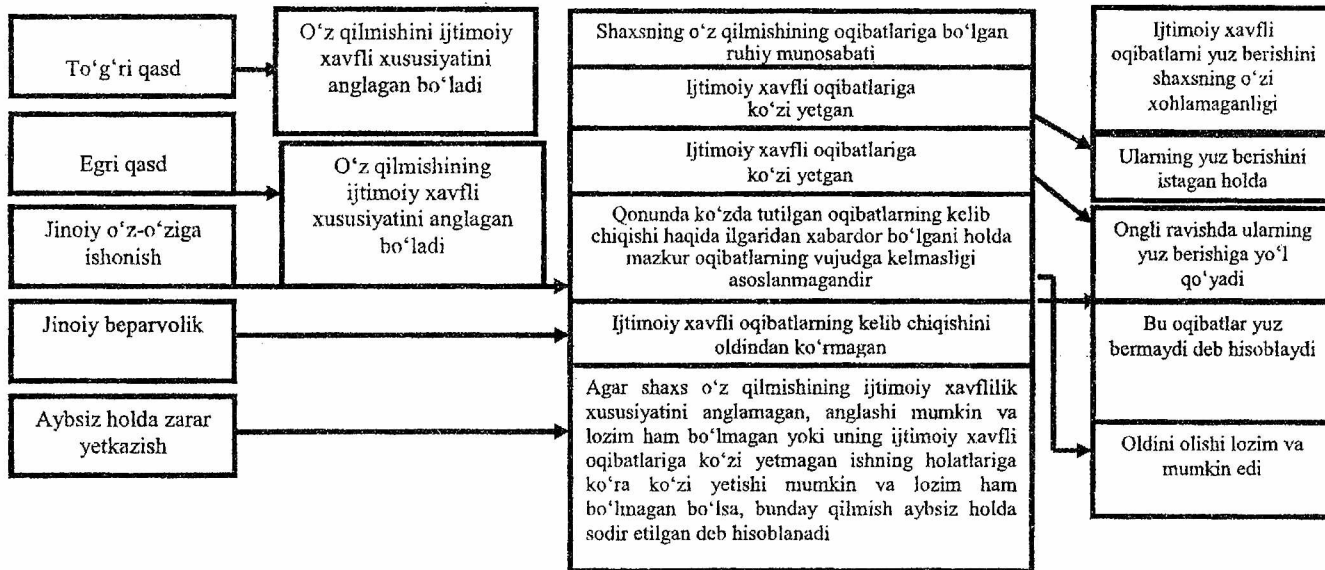 To‘g‘ri qasd
Egri qasd
Jinoiy o‘z-o‘ziga
ishonish
Jinoiy beparvolik
Aybsiz holda zarar
yetkazish
O‘z qilmishini ijtimoiy
xavfli xususiyatini
anglagan bo‘ladi
O‘z qilmishining
ijtimoiy xavfli
xususiyatini anglagan
bo‘ladi
Shaxsning o‘z qilmishining oqibatlariga bo‘lgan
ruhiy munosabati
Ijtimoiy xavfli oqibatlariga
ko‘zi yetgan
Ijtimoiy xavfli oqibatlariga
ko‘zi yetgan
Qonunda ko‘zda tutilgan oqibatlarning kelib
chiqishi haqida ilgaridan xabardor bo‘lgani holda
mazkur oqibatlarning vujudga kelmasligi
asoslanmagandir
Ijtimoiy xavfli oqibatlarning kelib chiqishini
oldindan ko‘rmagan
Agar shaxs o‘z qilmishining ijtimoiy xavflilik
xususiyatini anglamagan, anglashi mumkin va
lozim ham bo‘lmagan yoki uning ijtimoiy xavfli
oqibatlariga ko‘zi yetmagan ishning holatlariga
ko‘ra ko‘zi yetishi mumkin va lozim ham
bo‘lmagan bo‘lsa, bunday qilmish aybsiz holda
sodir etilgan deb hisoblanadi
Ijtimoiy xavfli
oqibatlarni yuz berishini
shaxsning o‘zi
xohlamaganligi
Ularning yuz berishini
istagan holda
Ongli ravishda ularning
yuz berishiga yo‘l
qo‘yadi
Bu oqibatlar yuz
bermaydi deb hisoblaydi
Oldini olishi lozim va
mumkin edi